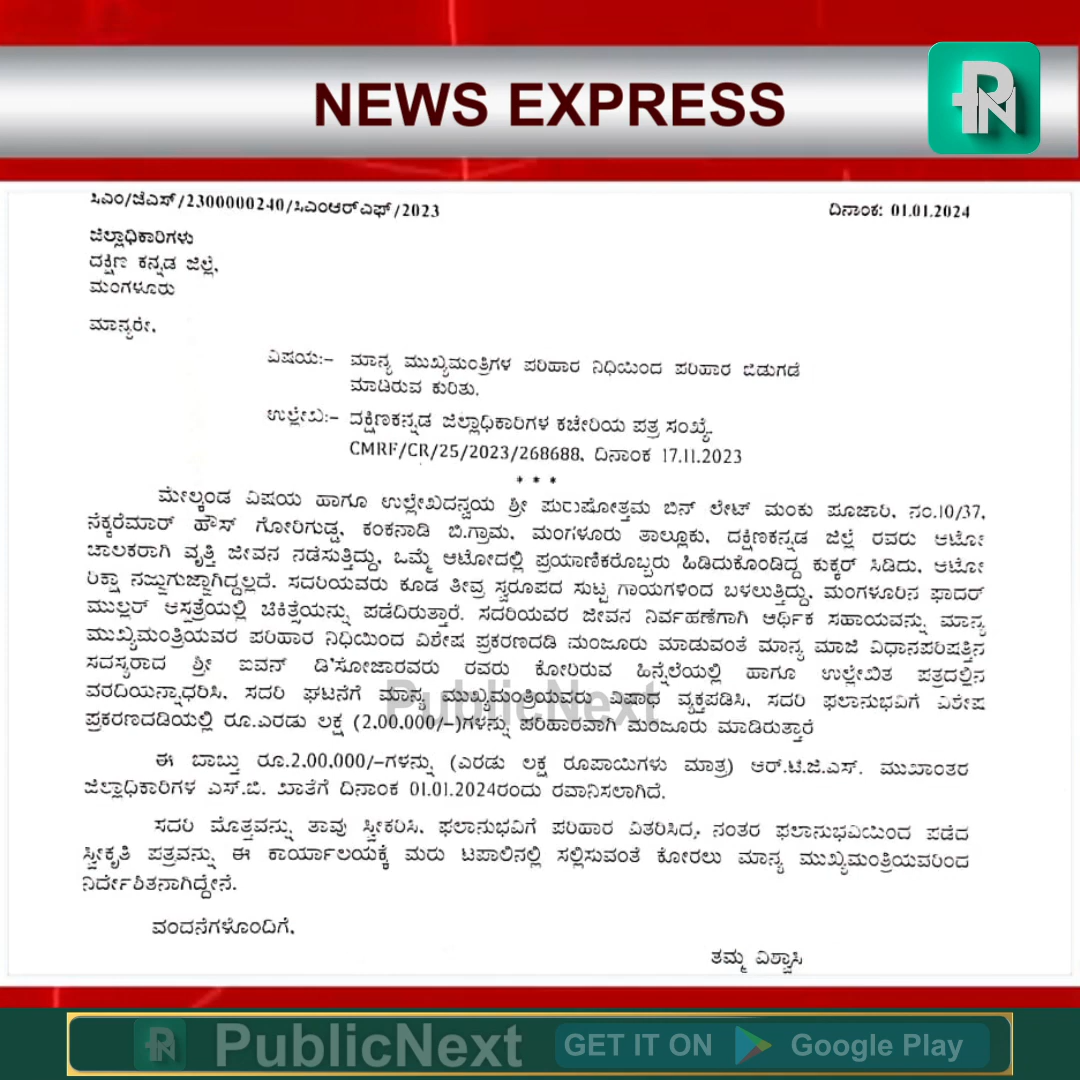 NEWS EXPRESS
ಸಿಎಂ/ಜೆಎಸ್/2300000240/ಸಿಎಂಆರ್ಎಫ್/2023
ದಿನಾಂಕ: 01.01.2024
ಜಿಲ್ಲಾಧಿಕಾರಿಗಳು
ದಕ್ಷಿಣ ಕನ್ನಡ ಜಿಲ್ಲೆ,
ಮಂಗಳೂರು
ಮಾನ್ಯರೇ,
ವಿಷಯ:– ಮಾನ್ಯ ಮುಖ್ಯಮಂತ್ರಿಗಳ ಪರಿಹಾರ ನಿಧಿಯಿಂದ ಪರಿಹಾರ ಬಿಡುಗಡೆ
ಮಾಡಿರುವ ಕುರಿತು.
ಉಲ್ಲೇಖ:– ದಕ್ಷಿಣಕನ್ನಡ ಜಿಲ್ಲಾಧಿಕಾರಿಗಳ ಕಚೇರಿಯ ಪತ್ರ ಸಂಖ್ಯೆ.
CMRF/CR/25/2023/268688, ದಿನಾಂಕ 17.11.2023
* * *
ಮೇಲ್ಕಂಡ ವಿಷಯ ಹಾಗೂ ಉಲ್ಲೇಖದನ್ವಯ ಶ್ರೀ ಪುರುಷೋತ್ತಮ ಬಿನ್ ಲೇಟ್ ಮಂಕು ಪೂಜಾರಿ, ನಂ.10/37,
ನೆಕ್ಕರೆಮಾರ್ ಹೌಸ್ ಗೋರಿಗುಡ್ಡ, ಕಂಕನಾಡಿ ಬಿ.ಗ್ರಾಮ, ಮಂಗಳೂರು ತಾಲ್ಲೂಕು, ದಕ್ಷಿಣಕನ್ನಡ ಜಿಲ್ಲೆ ರವರು ಆಟೋ
ಚಾಲಕರಾಗಿ ವೃತ್ತಿ ಜೀವನ ನಡೆಸುತ್ತಿದ್ದು, ಒಮ್ಮೆ ಆಟೋದಲ್ಲಿ ಪ್ರಯಾಣಿಕರೊಬ್ಬರು ಹಿಡಿದುಕೊಂಡಿದ್ದ ಕುಕ್ಕರ್ ಸಿಡಿದು, ಆಟೋ
ರಿಕ್ಷಾ ನಜ್ಜುಗುಜ್ಜಾಗಿದ್ದಲ್ಲದೆ. ಸದರಿಯವರು ಕೂಡ ತೀವ್ರ ಸ್ವರೂಪದ ಸುಟ್ಟ ಗಾಯಗಳಿಂದ ಬಳಲುತ್ತಿದ್ದು, ಮಂಗಳೂರಿನ ಫಾದರ್
ಮುಲ್ಲರ್ ಆಸ್ಪತ್ರೆಯಲ್ಲಿ ಚಿಕಿತ್ಸೆಯನ್ನು ಪಡೆದಿರುತ್ತಾರೆ. ಸದರಿಯವರ ಜೀವನ ನಿರ್ವಹಣೆಗಾಗಿ ಆರ್ಥಿಕ ಸಹಾಯವನ್ನು ಮಾನ್ಯ
ಮುಖ್ಯಮಂತ್ರಿಯವರ ಪರಿಹಾರ ನಿಧಿಯಿಂದ ವಿಶೇಷ ಪ್ರಕರಣದಡಿ ಮಂಜೂರು ಮಾಡುವಂತೆ ಮಾನ್ಯ ಮಾಜಿ ವಿಧಾನಪರಿಷತ್ತಿನ
ಸದಸ್ಯರಾದ ಶ್ರೀ ಐವನ್ ಡಿ'ಸೋಜಾರವರು ರವರು ಕೋರಿರುವ ಹಿನ್ನೆಲೆಯಲ್ಲಿ ಹಾಗೂ ಉಲ್ಲೇಖಿತ ಪತ್ರದಲ್ಲಿನ
ವರದಿಯನ್ನಾಧರಿಸಿ, ಸದರಿ ಘಟನೆಗೆ ಮಾನ್ಯ ಮುಖ್ಯಮಂತ್ರಿಯವರು ವಿಷಾಧ ವ್ಯಕ್ತಪಡಿಸಿ, ಸದರಿ ಫಲಾನುಭವಿಗೆ ವಿಶೇಷ
ಪ್ರಕರಣದಡಿಯಲ್ಲಿ ರೂ.ಎರಡು ಲಕ್ಷ (2,00,000/–)ಗಳನ್ನು ಪರಿಹಾರವಾಗಿ ಮಂಜೂರು ಮಾಡಿರುತ್ತಾರೆ
ಈ ಬಾಬ್ತು ರೂ.2,00,000/–ಗಳನ್ನು (ಎರಡು ಲಕ್ಷ ರೂಪಾಯಿಗಳು ಮಾತ್ರ) ಆರ್.ಟಿ.ಜಿ.ಎಸ್. ಮುಖಾಂತರ
ಜಿಲ್ಲಾಧಿಕಾರಿಗಳ ಎಸ್.ಬಿ. ಖಾತೆಗೆ ದಿನಾಂಕ 01.01.2024ರಂದು ರವಾನಿಸಲಾಗಿದೆ.
ಸದರಿ ಮೊತ್ತವನ್ನು ತಾವು ಸ್ವೀಕರಿಸಿ, ಫಲಾನುಭವಿಗೆ ಪರಿಹಾರ ವಿತರಿಸಿದ, ನಂತರ ಫಲಾನುಭವಿಯಿಂದ ಪಡೆದ
ಸ್ವೀಕೃತಿ ಪತ್ರವನ್ನು ಈ ಕಾರ್ಯಾಲಯಕ್ಕೆ ಮರು ಟಪಾಲಿನಲ್ಲಿ ಸಲ್ಲಿಸುವಂತೆ ಕೋರಲು ಮಾನ್ಯ ಮುಖ್ಯಮಂತ್ರಿಯವರಿಂದ
ನಿರ್ದೇಶಿತನಾಗಿದ್ದೇನೆ.
ವಂದನೆಗಳೊಂದಿಗೆ,
ತಮ್ಮ ವಿಶ್ವಾಸಿ
PublicNext
PublicNext GET IT ON Google Play